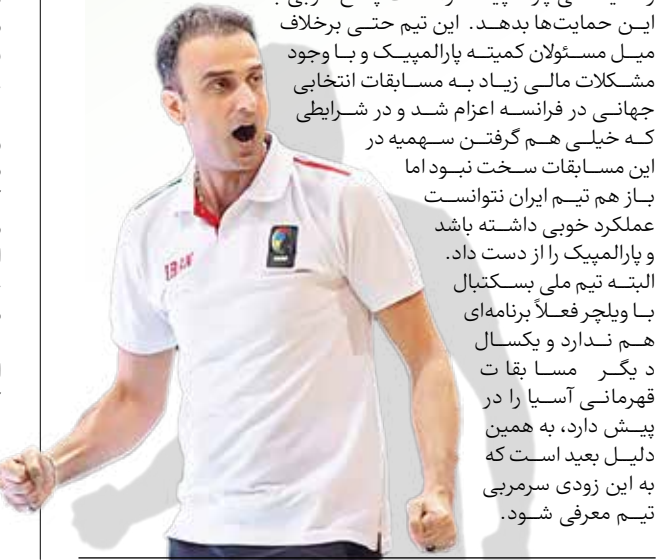 این حمایت‌ها بدهد. این تیم حتی برخلاف
میل مسئولان کمیته پارالمپیک و با وجود
مشکلات مالی زیاد به مسابقات انتخابی
جهانی در فرانسه اعزام شد و در شرایطی
که خیلی هم گرفتن سهمیه در
این مسابقات سخت نبود اما
باز هم تیم ایران نتوانست
عملکرد خوبی داشته باشد
و پارالمپیک را از دست داد.
البته تیم ملی بسکتبال
با ویلچر فعلاً برنامه‌ای
هم ندارد و یکسال
دیگر مسابقات
قهرمانی آسیا را در
پیش دارد، به همین
دلیل بعید است که
به این زودی سرمربی
تیم معرفی شود.
IRAN